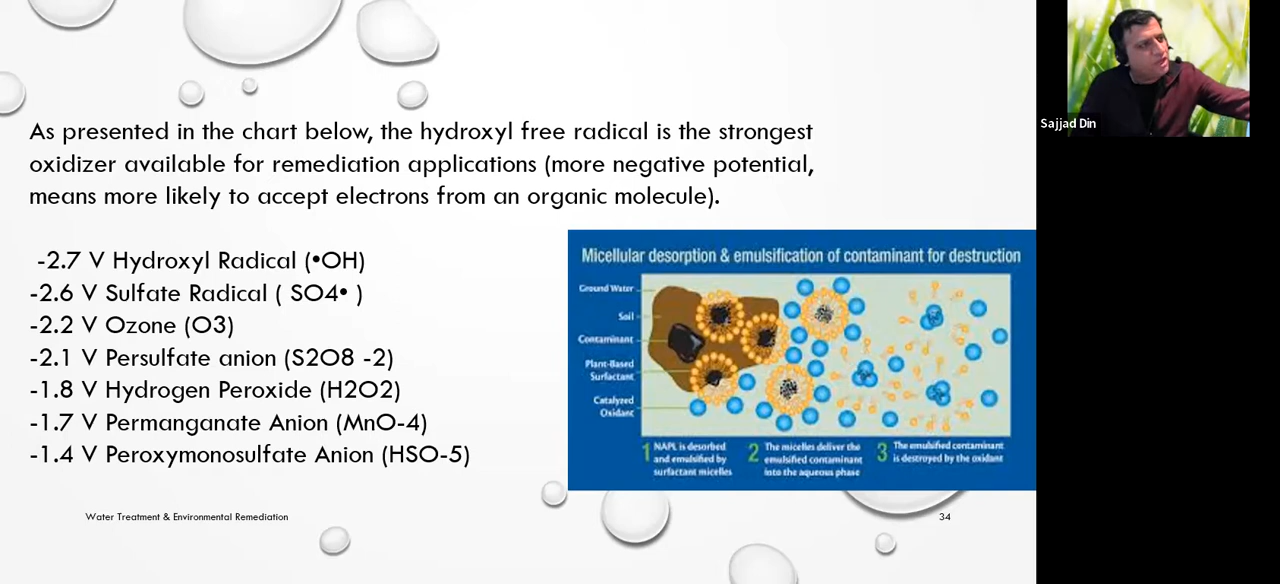 As presented in the chart below, the hydroxyl free radical is the strongest
oxidizer available for remediation applications (more negative potential,
means more likely to accept electrons from an organic molecule).
-2.7 V Hydroxyl Radical (•OH)
-2.6 V Sulfate Radical ( SO4• )
-2.2 V Ozone (O3)
-2.1 V Persulfate anion (S2O8 -2)
-1.8 V Hydrogen Peroxide (H2O2)
-1.7 V Permanganate Anion (MnO-4)
-1.4 V Peroxymonosulfate Anion (HSO-5)
Micellular desorption & emulsification of contaminant for destruction
Ground Water
Soil
Contaminant
Plant-Based
Surfactant
Catalyzed
Oxidant
1 NAPL is desorbed
and emulsified by
surfactant micelles
2 The micelles deliver the
emulsified contaminant
into the aqueous phase
3 The emulsified contaminant
is destroyed by the oxidant
Water Treatment & Environmental Remediation
34
Sajjad Din